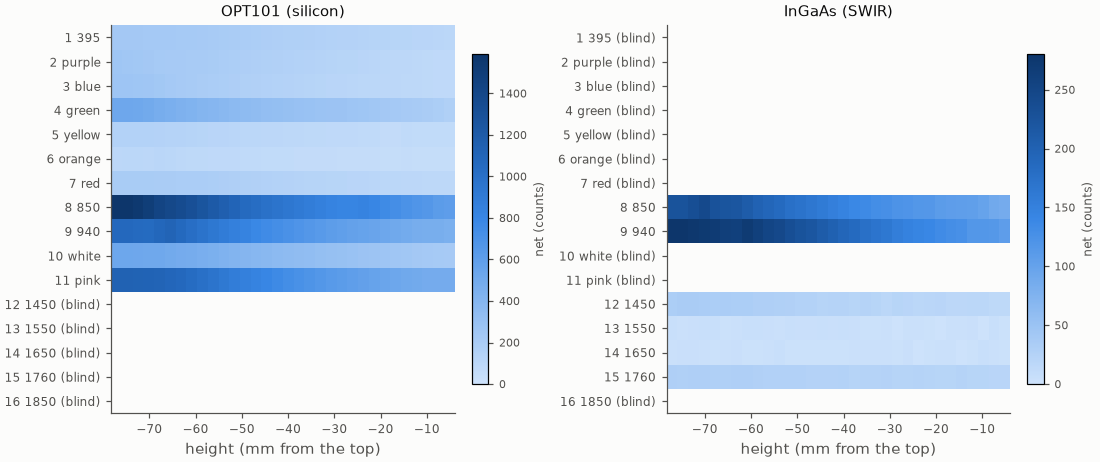 OPT101 (silicon)
1 395
2 purple
3 blue
4 green
5 yellow
6 orange
7 red
8 850
9 940
10 white
11 pink
12 1450 (blind)
13 1550 (blind)
14 1650 (blind)
15 1760 (blind)
16 1850 (blind)
−70 −60 −50 −40 −30 −20 −10
height (mm from the top)
1400
1200
1000
800
600
400
200
0
net (counts)
InGaAs (SWIR)
1 395 (blind)
2 purple (blind)
3 blue (blind)
4 green (blind)
5 yellow (blind)
6 orange (blind)
7 red (blind)
8 850
9 940
10 white (blind)
11 pink (blind)
12 1450
13 1550
14 1650
15 1760
16 1850 (blind)
−70 −60 −50 −40 −30 −20 −10
height (mm from the top)
250
200
150
100
50
0
net (counts)